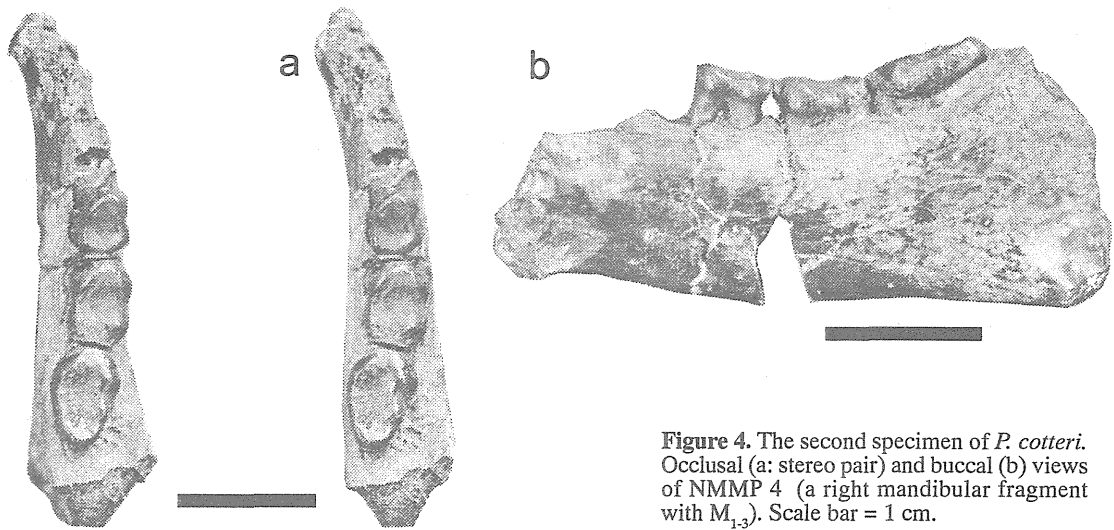 a
b
Figure 4. The second specimen of P. cotteri.
Occlusal (a: stereo pair) and buccal (b) views
of NMMP 4 (a right mandibular fragment
with M1-3). Scale bar = 1 cm.